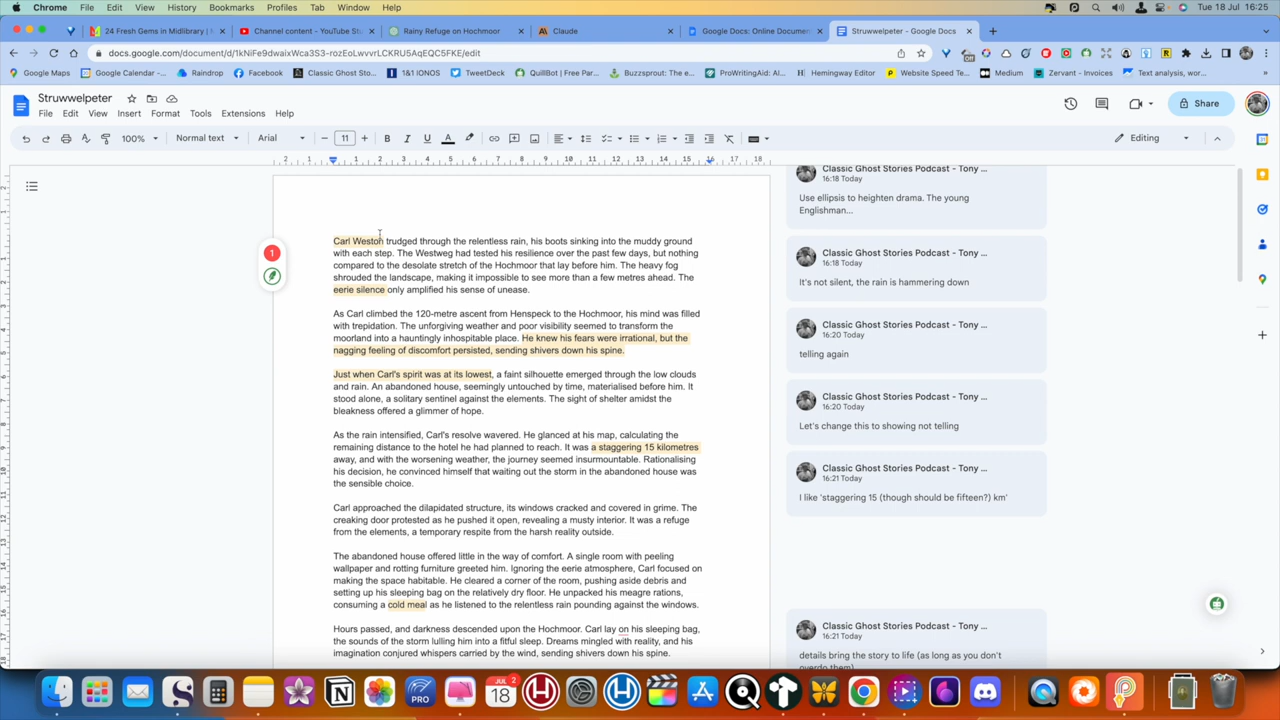 Chrome File Edit View History Bookmarks Profiles Tab Window Help
Tue 18 Jul 16:25
24 Fresh Gems in Midlibrary
Channel content - YouTube St
Rainy Refuge on Hochmoor
Claude
Google Docs: Online Documen
Struwwelpeter - Google Docs
docs.google.com/document/d/1kNiFe9dwaixWca3S3-rozEoLwvvrLCKRU5AqEQC5FKE/edit
Google Maps
Google Calendar -...
Raindrop
Facebook
Classic Ghost Sto...
1&1 IONOS
TweetDeck
QuillBot | Free Par...
Buzzsprout: The e...
ProWritingAid: AI...
Hemingway Editor
Website Speed Te...
Medium
Zervant - Invoices
Text analysis, wor...
Struwwelpeter
File Edit View Insert Format Tools Extensions Help
Share
100% Normal text Arial 11
Editing
2 1 1 2 3 4 5 6 7 8 9 10 11 12 13 14 15 16 17 18
Carl Weston trudged through the relentless rain, his boots sinking into the muddy ground
with each step. The Westweg had tested his resilience over the past few days, but nothing
compared to the desolate stretch of the Hochmoor that lay before him. The heavy fog
shrouded the landscape, making it impossible to see more than a few metres ahead. The
eerie silence only amplified his sense of unease.
As Carl climbed the 120-metre ascent from Henspeck to the Hochmoor, his mind was filled
with trepidation. The unforgiving weather and poor visibility seemed to transform the
moorland into a hauntingly inhospitable place. He knew his fears were irrational, but the
nagging feeling of discomfort persisted, sending shivers down his spine.
Just when Carl's spirit was at its lowest, a faint silhouette emerged through the low clouds
and rain. An abandoned house, seemingly untouched by time, materialised before him. It
stood alone, a solitary sentinel against the elements. The sight of shelter amidst the
bleakness offered a glimmer of hope.
As the rain intensified, Carl's resolve wavered. He glanced at his map, calculating the
remaining distance to the hotel he had planned to reach. It was a staggering 15 kilometres
away, and with the worsening weather, the journey seemed insurmountable. Rationalising
his decision, he convinced himself that waiting out the storm in the abandoned house was
the sensible choice.
Carl approached the dilapidated structure, its windows cracked and covered in grime. The
creaking door protested as he pushed it open, revealing a musty interior. It was a refuge
from the elements, a temporary respite from the harsh reality outside.
The abandoned house offered little in the way of comfort. A single room with peeling
wallpaper and rotting furniture greeted him. Ignoring the eerie atmosphere, Carl focused on
making the space habitable. He cleared a corner of the room, pushing aside debris and
setting up his sleeping bag on the relatively dry floor. He unpacked his meagre rations,
consuming a cold meal as he listened to the relentless rain pounding against the windows.
Hours passed, and darkness descended upon the Hochmoor. Carl lay on his sleeping bag,
the sounds of the storm lulling him into a fitful sleep. Dreams mingled with reality, and his
imagination conjured whispers carried by the wind, sending shivers down his spine.
1
Classic Ghost Stories Podcast - Tony ...
16:18 Today
Use ellipsis to heighten drama. The young
Englishman...
Classic Ghost Stories Podcast - Tony ...
16:18 Today
It's not silent, the rain is hammering down
Classic Ghost Stories Podcast - Tony ...
16:20 Today
telling again
Classic Ghost Stories Podcast - Tony ...
16:20 Today
Let's change this to showing not telling
Classic Ghost Stories Podcast - Tony ...
16:21 Today
I like 'staggering 15 (though should be fifteen?) km'
Classic Ghost Stories Podcast - Tony ...
16:21 Today
details bring the story to life (as long as you don't
overdo them)
PRO
JUL
18
2